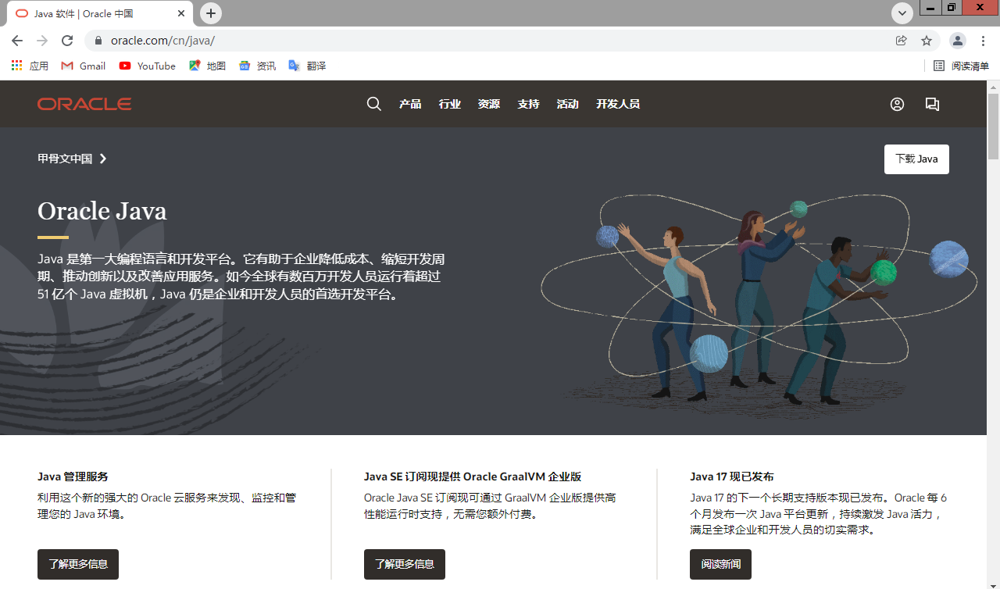 Java 软件 | Oracle 中国
oracle.com/cn/java/
应用 Gmail YouTube 地图 资讯 翻译 阅读清单
ORACLE 产品 行业 资源 支持 活动 开发人员
甲骨文中国
下载 Java
Oracle Java
Java 是第一大编程语言和开发平台。它有助于企业降低成本、缩短开发周
期、推动创新以及改善应用服务。如今全球有数百万开发人员运行着超过
51 亿个 Java 虚拟机，Java 仍是企业和开发人员的首选开发平台。
Java 管理服务
利用这个新的强大的 Oracle 云服务来发现、监控和管
理您的 Java 环境。
了解更多信息
Java SE 订阅现提供 Oracle GraalVM 企业版
Oracle Java SE 订阅现可通过 GraalVM 企业版提供高
性能运行时支持，无需您额外付费。
了解更多信息
Java 17 现已发布
Java 17 的下一个长期支持版本现已发布。Oracle 每 6
个月发布一次 Java 平台更新，持续激发 Java 活力，
满足全球企业和开发人员的切实需求。
阅读新闻